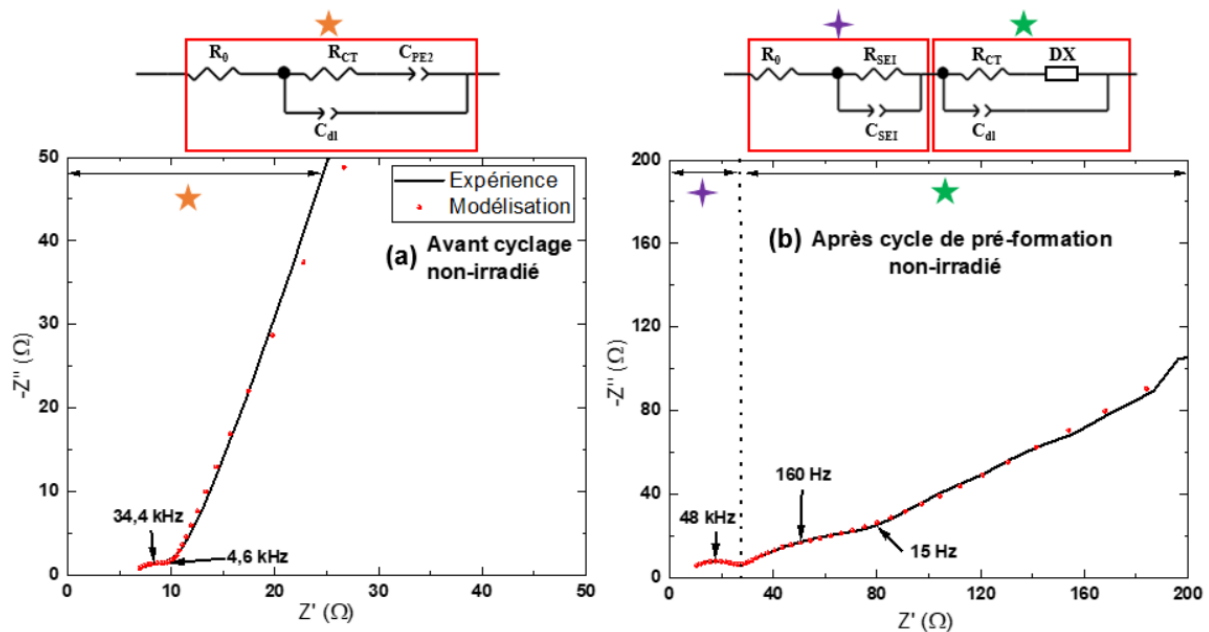 R0 RCT CPE2
Cdl
R0 RSEI RCT DX
CSEI Cdl
Expérience
Modélisation
(a) Avant cyclage
non-irradié
34,4 kHz
4,6 kHz
50
40
30
20
10
0
0 10 20 30 40 50
-Z'' (Ω)
Z' (Ω)
(b) Après cycle de pré-formation
non-irradié
48 kHz
160 Hz
15 Hz
200
160
120
80
40
0
0 40 80 120 160 200
-Z'' (Ω)
Z' (Ω)